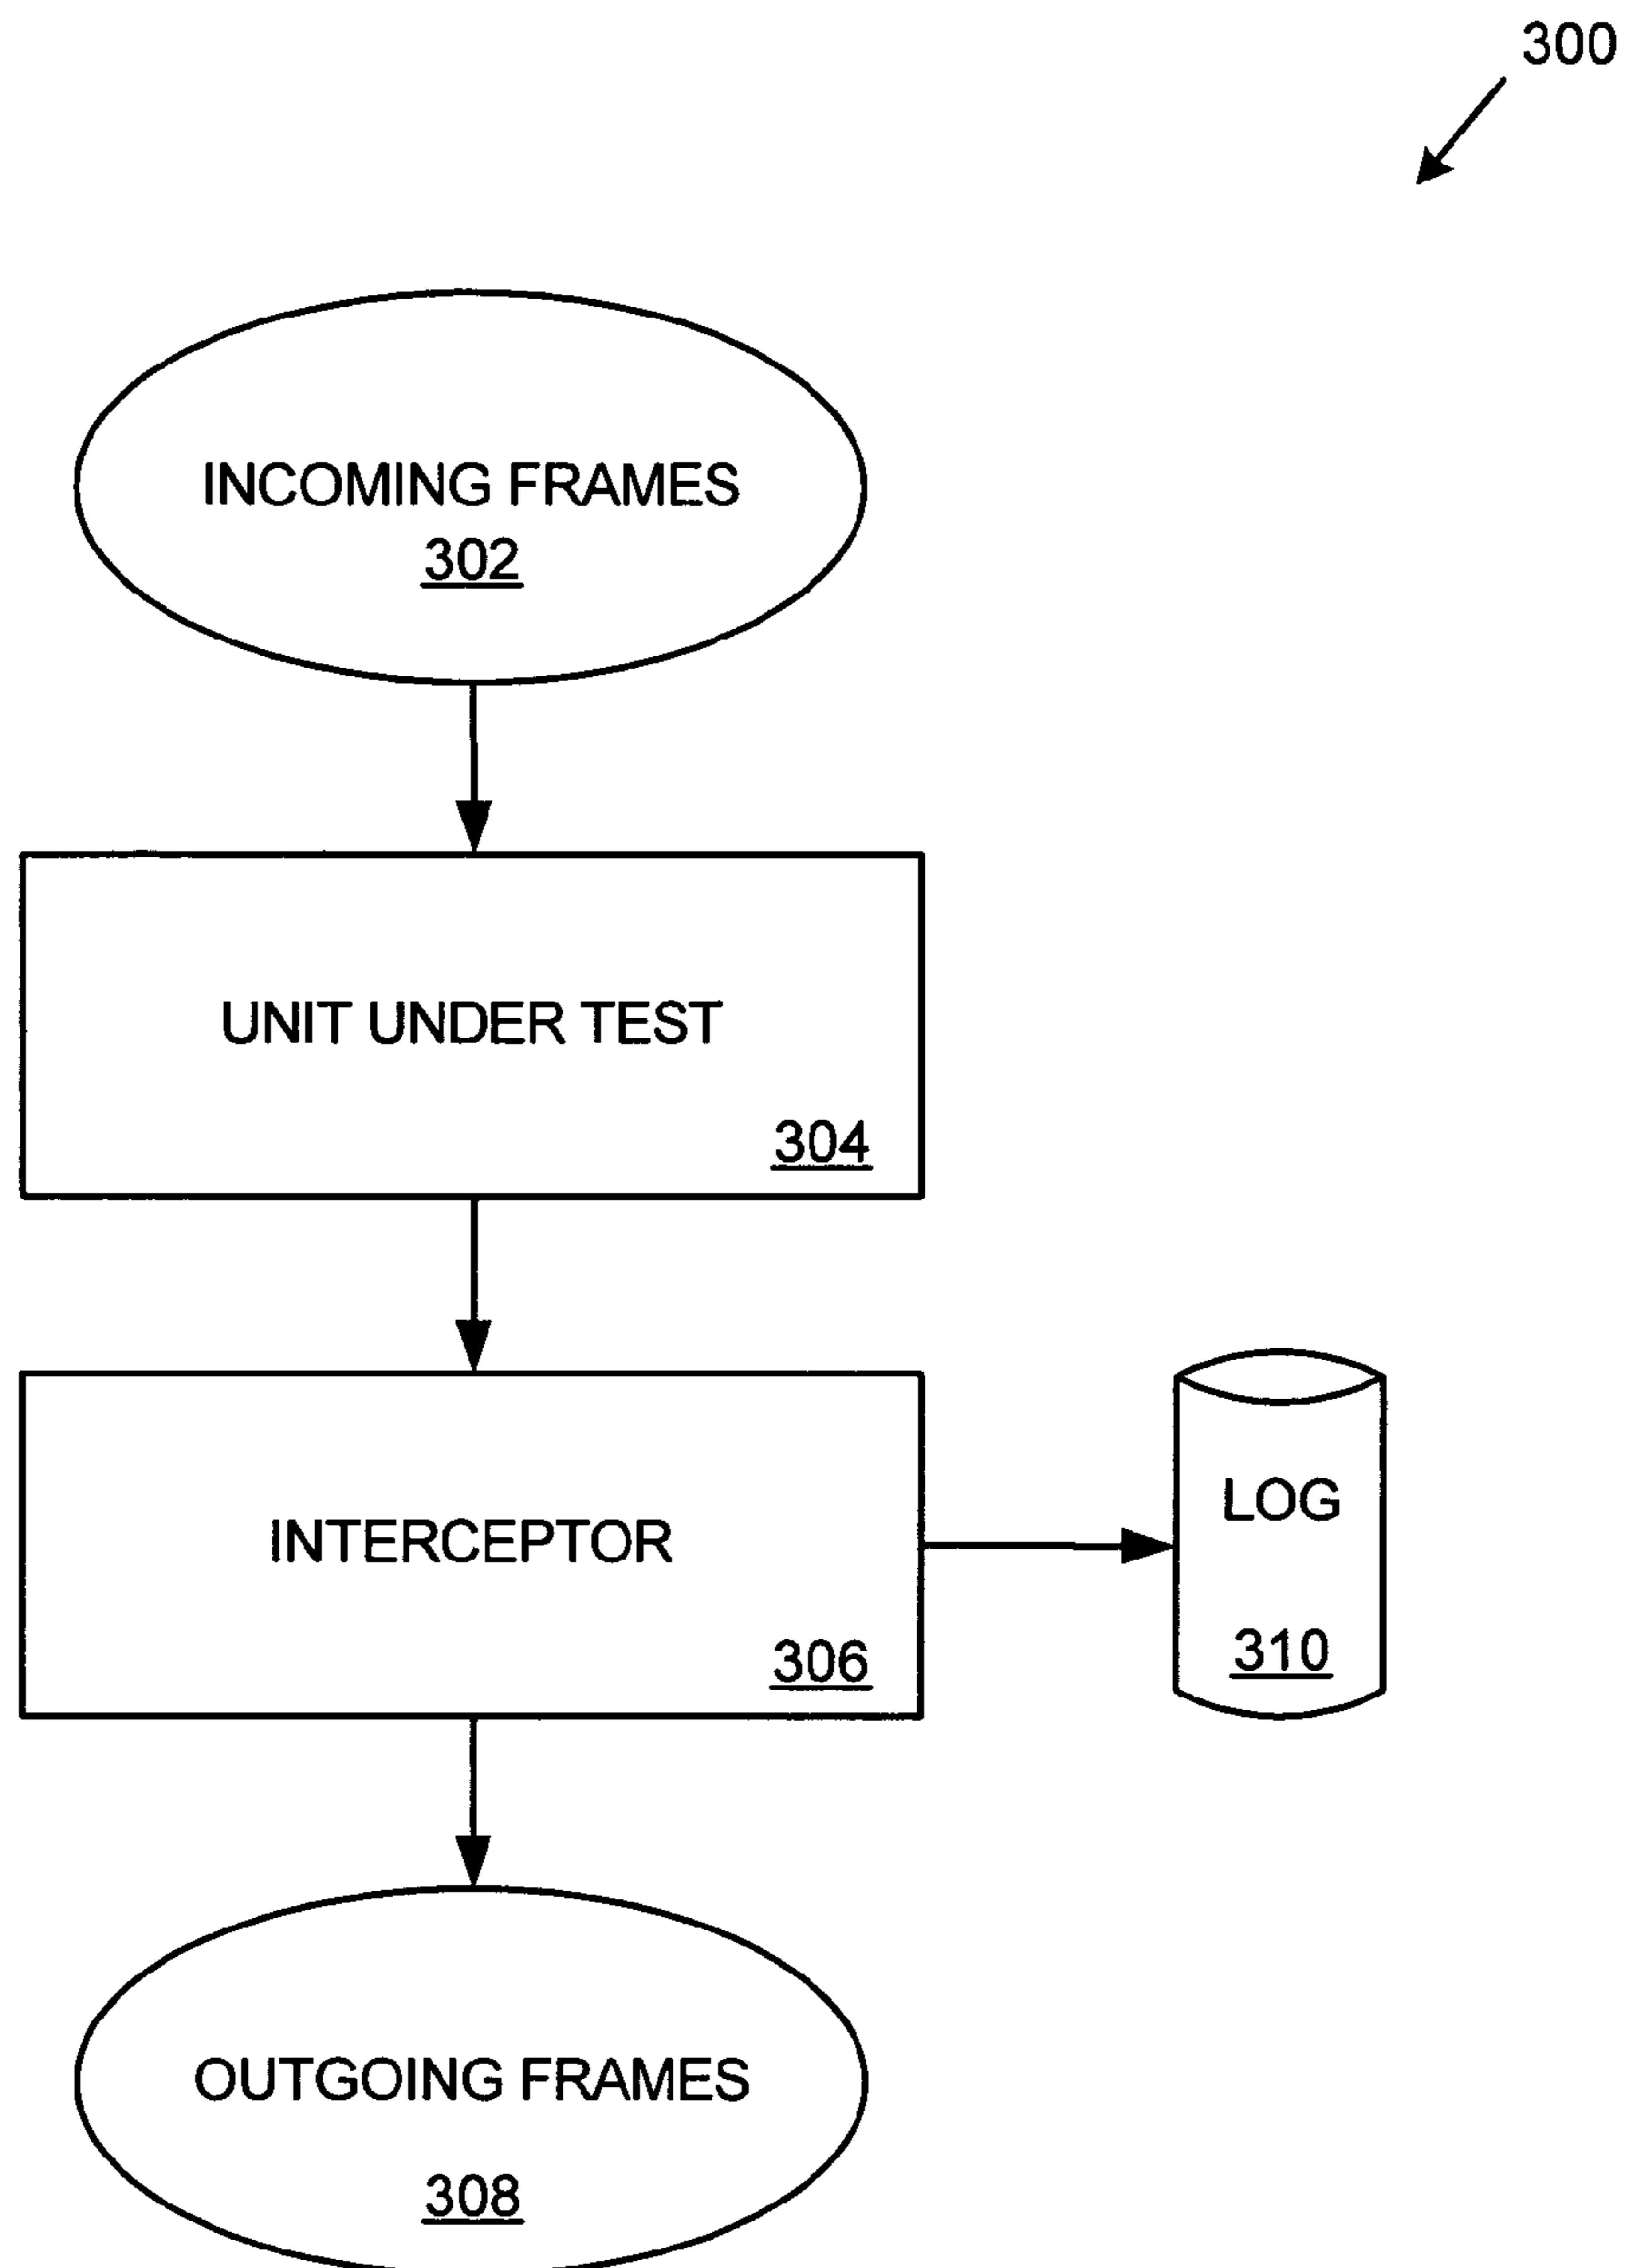 300
INCOMING FRAMES
302
UNIT UNDER TEST
304
INTERCEPTOR
306
LOG
310
OUTGOING FRAMES
308